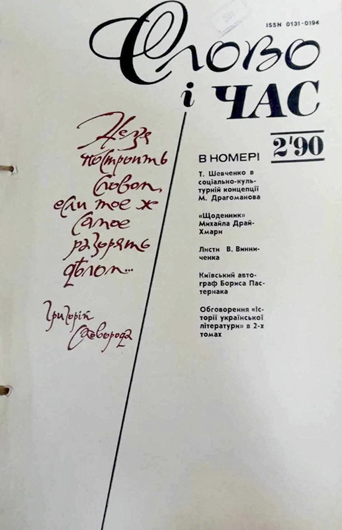 ISSN 0131-0194
Слово
і ЧАС
В НОМЕРІ 2'90
Т. Шевченко в
соціально-куль-
турній концепції
М. Драгоманова
«Щоденник»
Михайла Драй-
Хмари
Листи В. Винни-
ченка
Київський авто-
граф Бориса Пас-
тернака
Обговорення «Іс-
торії української
літератури» в 2-х
томах
построить
Словом,
если тое ж
самое
разорять
дѣлом...
Григорій
Сковорода